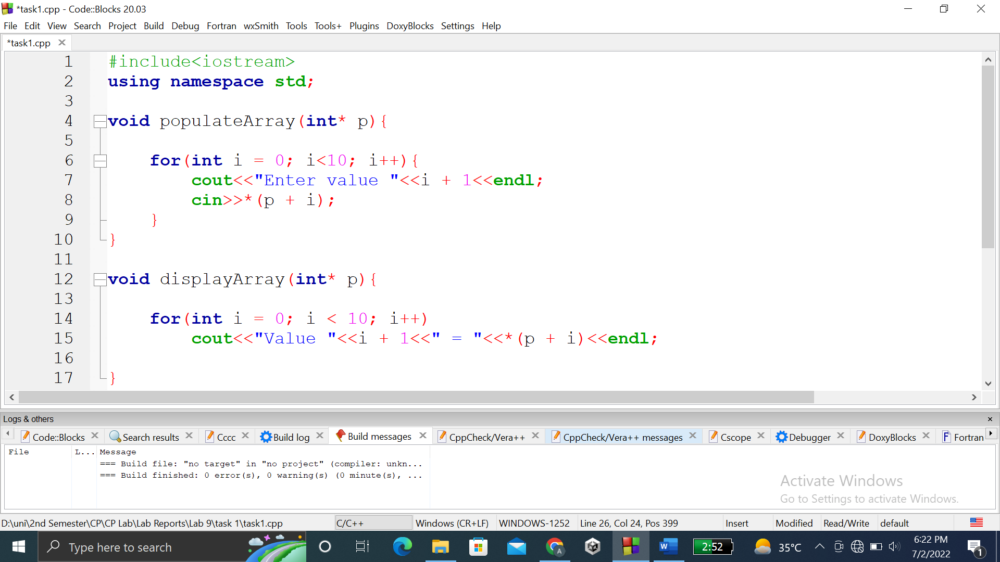 *task1.cpp - Code::Blocks 20.03
File Edit View Search Project Build Debug Fortran wxSmith Tools Tools+ Plugins DoxyBlocks Settings Help
*task1.cpp
1 #include<iostream>
2 using namespace std;
3
4 void populateArray(int* p){
5
6 for(int i = 0; i<10; i++){
7 cout<<"Enter value "<<i + 1<<endl;
8 cin>>*(p + i);
9 }
10 }
11
12 void displayArray(int* p){
13
14 for(int i = 0; i < 10; i++)
15 cout<<"Value "<<i + 1<<" = "<<*(p + i)<<endl;
16
17 }
Logs & others
Code::Blocks Search results Cccc Build log Build messages CppCheck/Vera++ CppCheck/Vera++ messages Cscope Debugger DoxyBlocks F Fortran
File L... Message
=== Build file: "no target" in "no project" (compiler: unkn...
=== Build finished: 0 error(s), 0 warning(s) (0 minute(s), ...
Activate Windows
Go to Settings to activate Windows.
D:\uni\2nd Semester\CP\CP Lab\Lab Reports\Lab 9\task 1\task1.cpp C/C++ Windows (CR+LF) WINDOWS-1252 Line 26, Col 24, Pos 399 Insert Modified Read/Write default
Type here to search A W 2:52 35°C 6:22 PM
7/2/2022 1